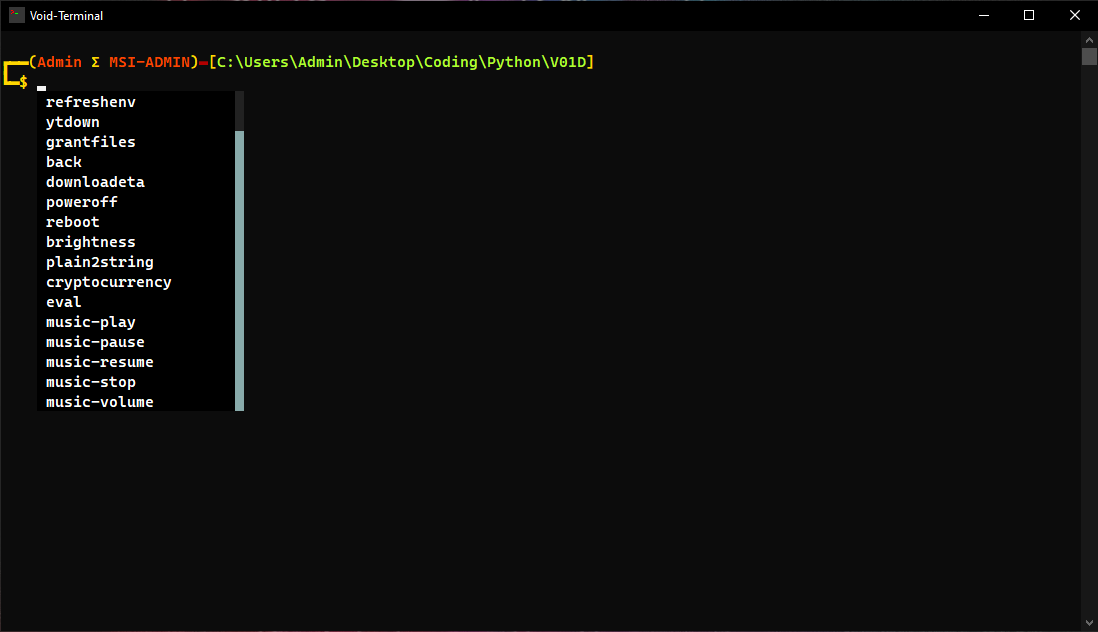 Void-Terminal
┌──(Admin Σ MSI-ADMIN)-[C:\Users\Admin\Desktop\Coding\Python\V01D]
└─$
refreshenv
ytdown
grantfiles
back
downloadeta
poweroff
reboot
brightness
plain2string
cryptocurrency
eval
music-play
music-pause
music-resume
music-stop
music-volume